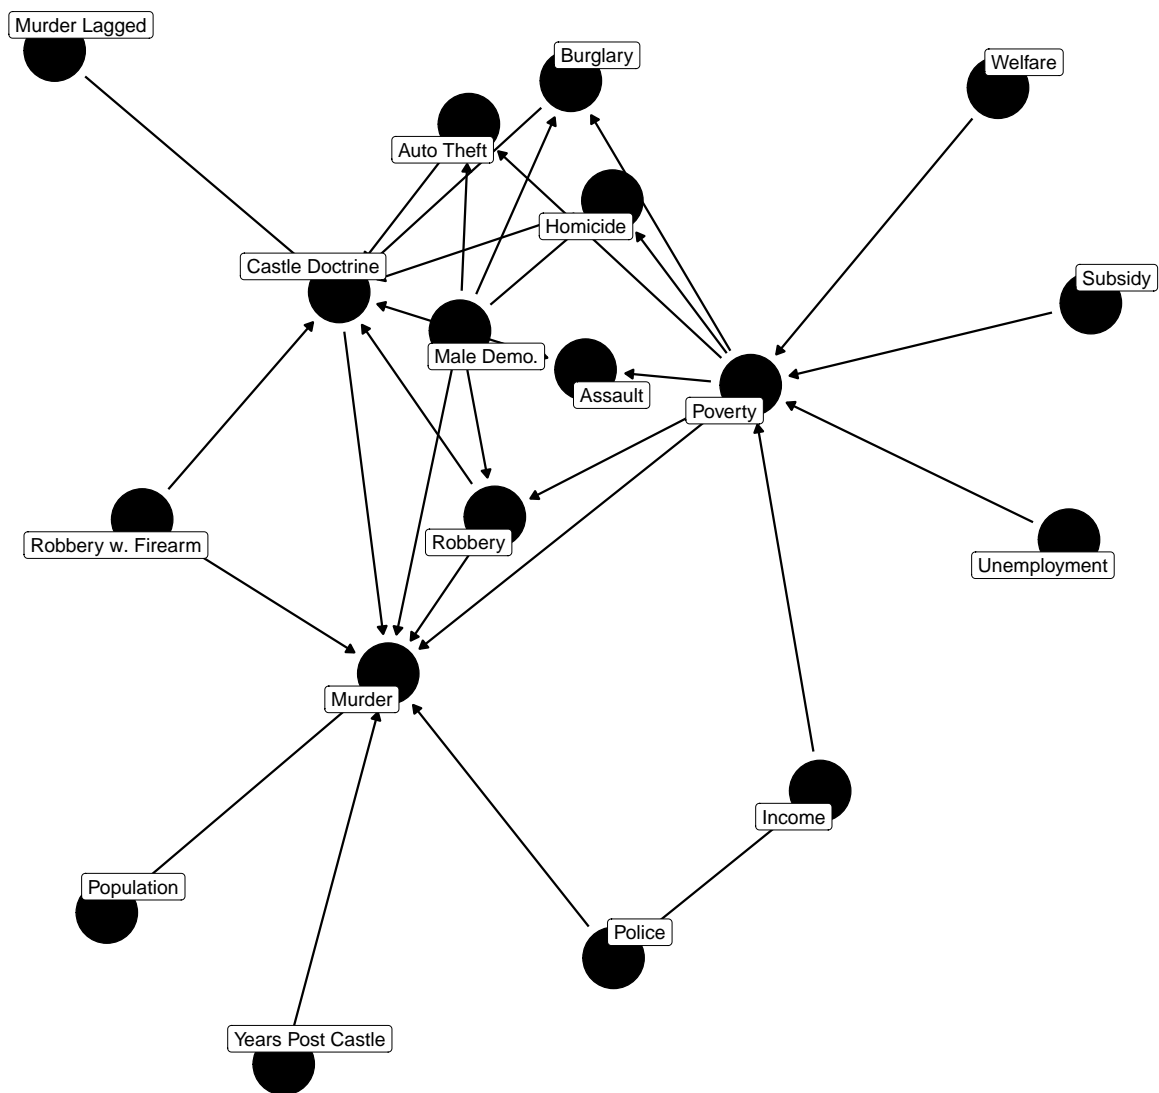 Murder Lagged
Burglary
Welfare
Auto Theft
Homicide
Castle Doctrine
Subsidy
Male Demo.
Assault
Poverty
Robbery w. Firearm
Robbery
Unemployment
Murder
Income
Population
Police
Years Post Castle